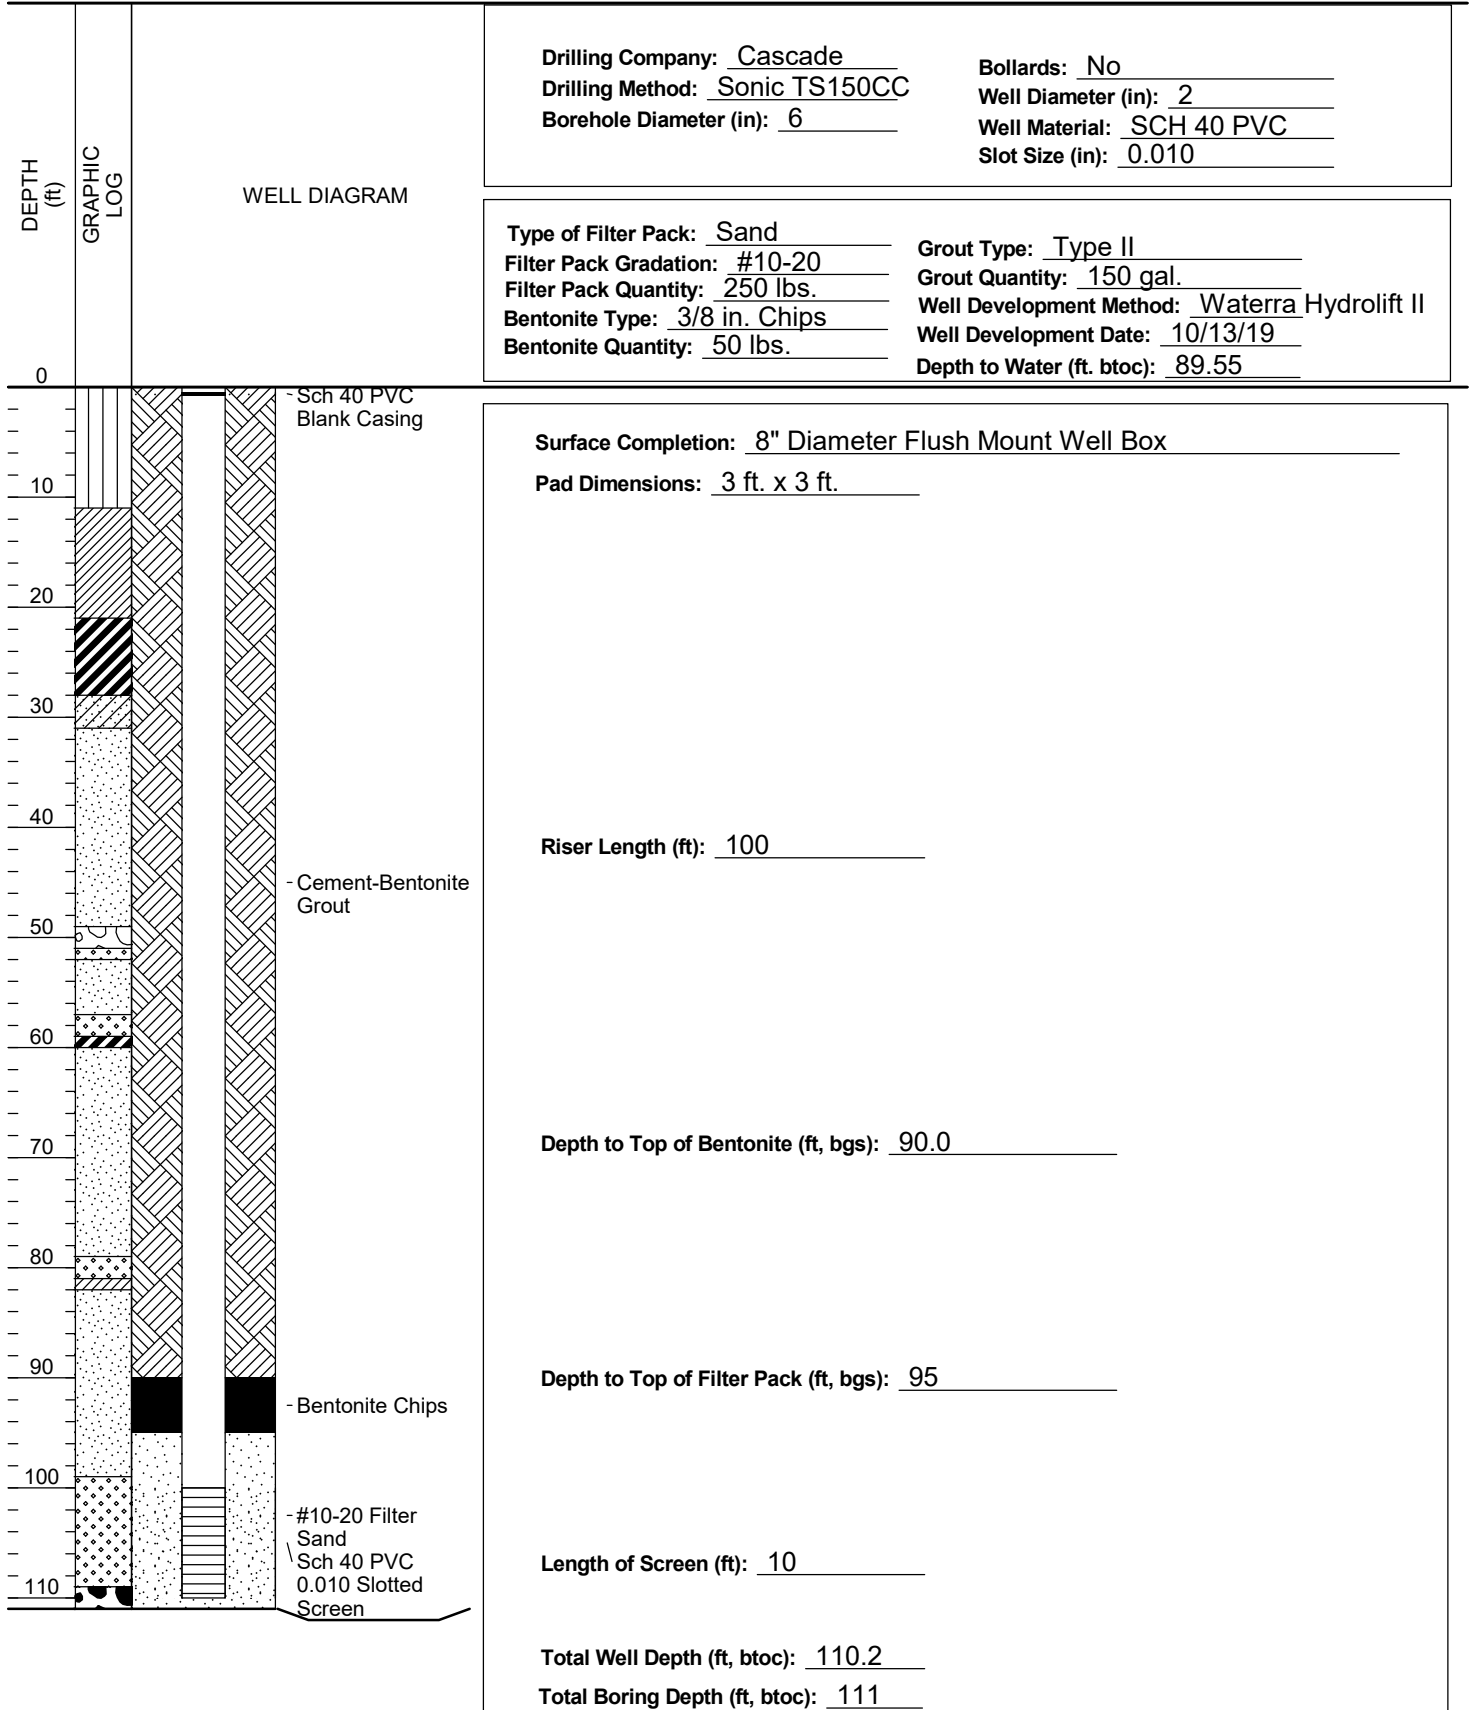 Drilling Company: Cascade
Drilling Method: Sonic TS150CC
Borehole Diameter (in): 6
Bollards: No
Well Diameter (in): 2
Well Material: SCH 40 PVC
Slot Size (in): 0.010
DEPTH
(ft)
GRAPHIC
LOG
WELL DIAGRAM
Type of Filter Pack: Sand
Filter Pack Gradation: #10-20
Filter Pack Quantity: 250 lbs.
Bentonite Type: 3/8 in. Chips
Bentonite Quantity: 50 lbs.
Grout Type: Type II
Grout Quantity: 150 gal.
Well Development Method: Waterra Hydrolift II
Well Development Date: 10/13/19
Depth to Water (ft. btoc): 89.55
0
10
20
30
40
50
60
70
80
90
100
110
Sch 40 PVC
Blank Casing
Cement-Bentonite
Grout
Bentonite Chips
#10-20 Filter
Sand
Sch 40 PVC
0.010 Slotted
Screen
Surface Completion: 8" Diameter Flush Mount Well Box
Pad Dimensions: 3 ft. x 3 ft.
Riser Length (ft): 100
Depth to Top of Bentonite (ft, bgs): 90.0
Depth to Top of Filter Pack (ft, bgs): 95
Length of Screen (ft): 10
Total Well Depth (ft, btoc): 110.2
Total Boring Depth (ft, btoc): 111